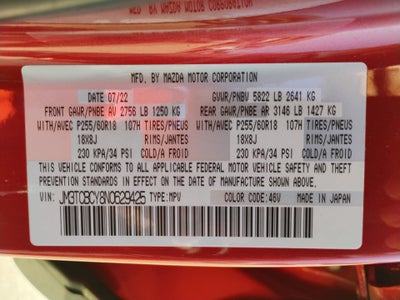 MFD. BY MAZDA MOTOR CORPORATION
DATE 07/22 GVWR/PNBV 5822 LB 2641 KG
FRONT GAWR/PNBE AV 2756 LB 1250 KG REAR GAWR/PNBE AR 3146 LB 1427 KG
WITH/AVEC P255/60R18 107H TIRES/PNEUS WITH/AVEC P255/60R18 107H TIRES/PNEUS
18X8J 18X8J
230 KPA/34 PSI COLD/A FROID 230 KPA/34 PSI COLD/A FROID
THIS VEHICLE CONFORMS TO ALL APPLICABLE FEDERAL MOTOR VEHICLE SAFETY AND
THEFT PREVENTION STANDARDS IN EFFECT ON THE DATE OF MANUFACTURE SHOWN ABOVE.
VIN: JM3TCBCY8N0629425 TYPE:MPV COLOR CODE:46V MADE IN JAPAN